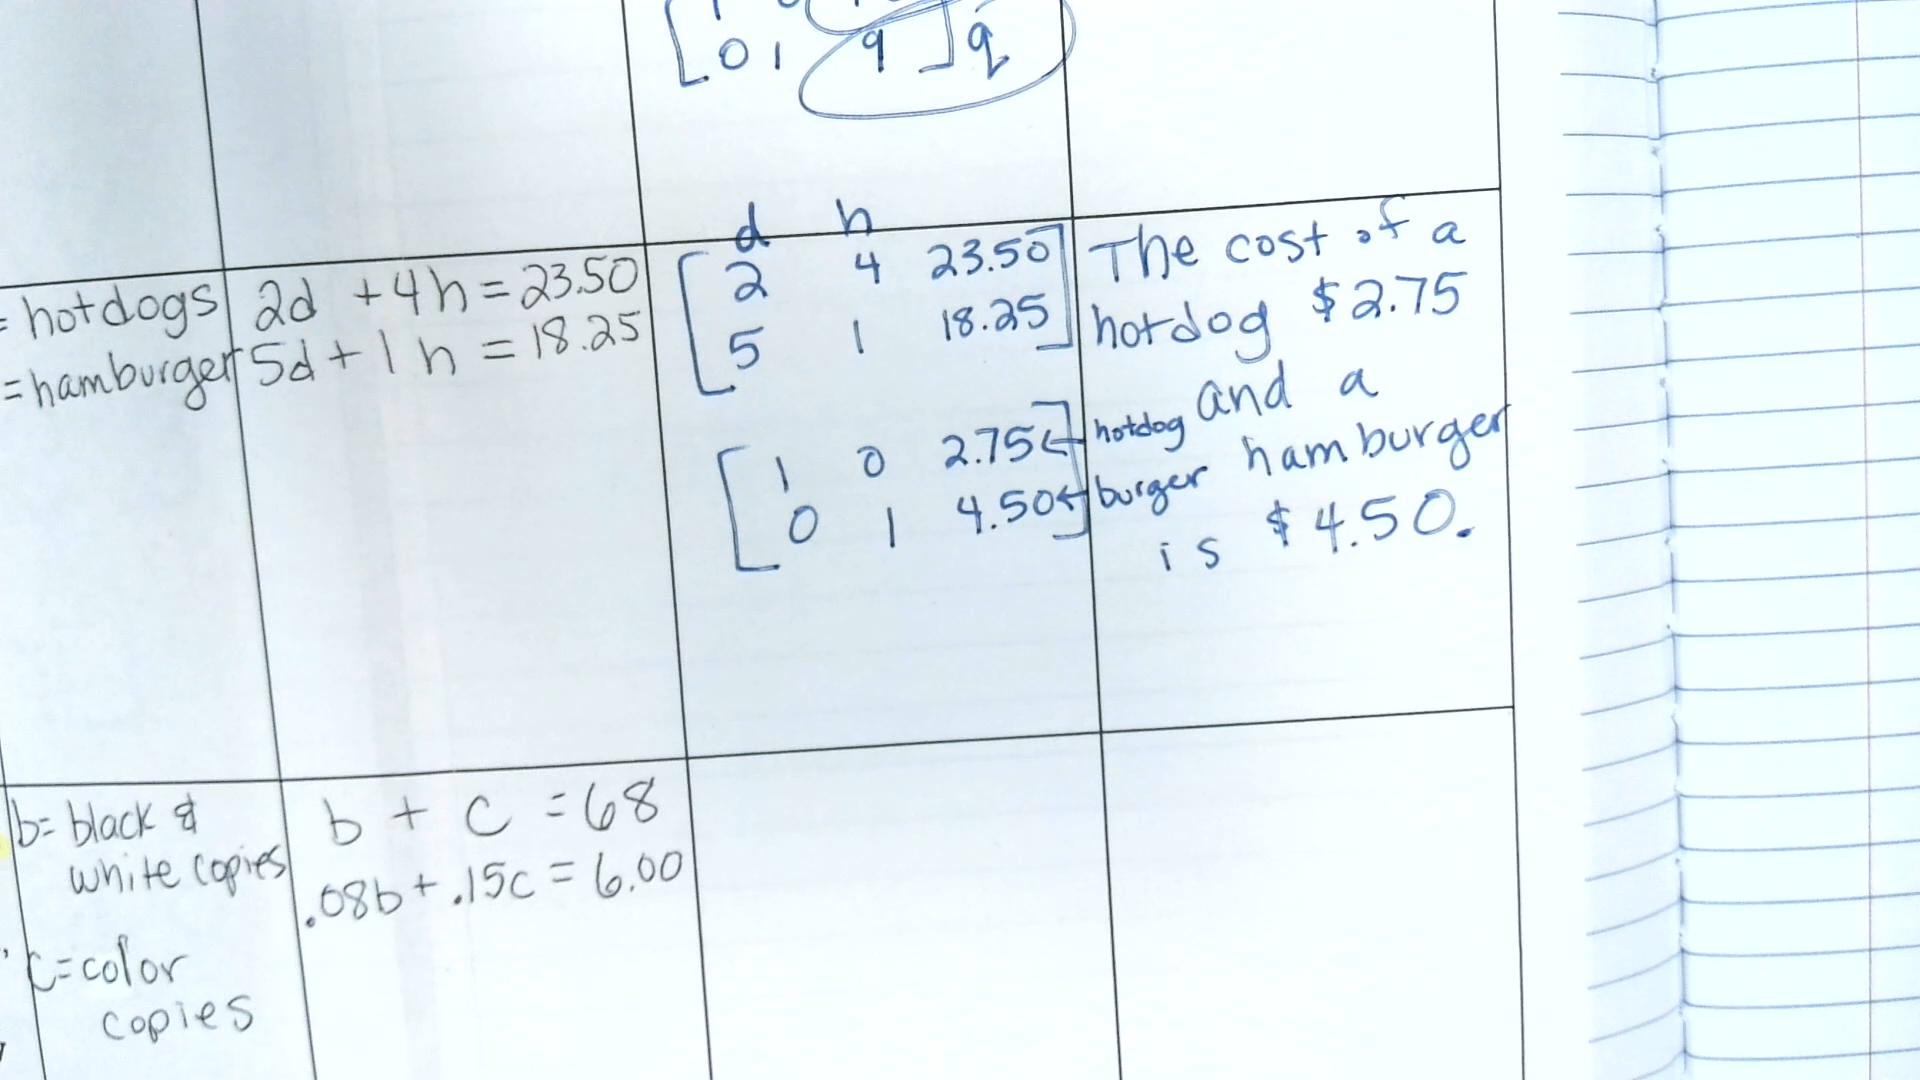 0 1 9 q
= hotdogs
= hamburger
2d + 4h = 23.50
5d + 1h = 18.25
d h
2 4 23.50
5 1 18.25
1 0 2.75 ← hotdog
0 1 4.50 ← burger
The cost of a
hotdog $2.75
and a
hamburger
is $4.50.
b= black &
white copies
c=color
copies
b + c = 68
.08b + .15c = 6.00